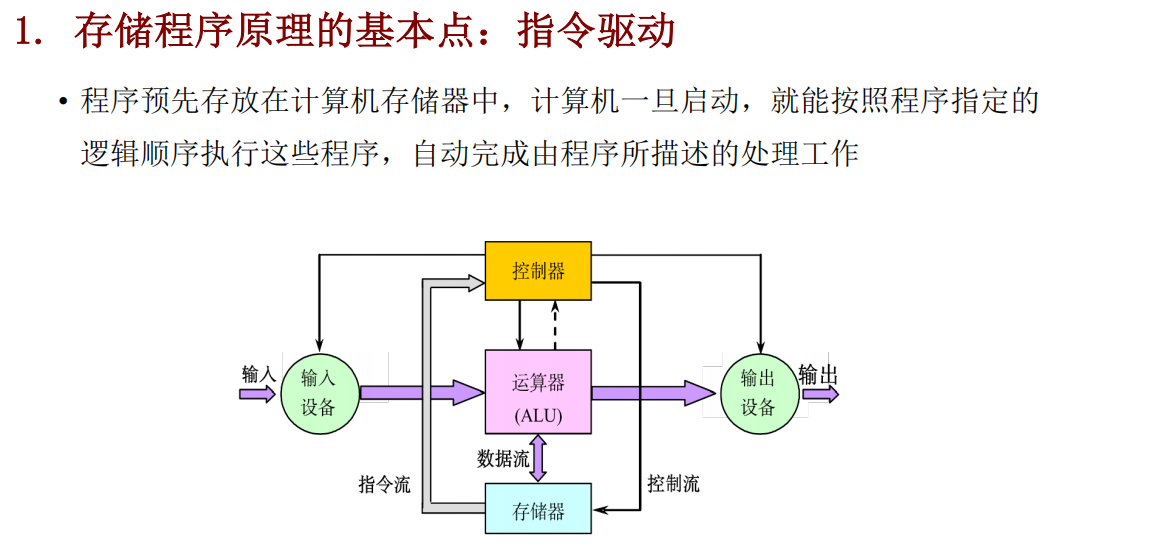 1. 存储程序原理的基本点：指令驱动
• 程序预先存放在计算机存储器中，计算机一旦启动，就能按照程序指定的
逻辑顺序执行这些程序，自动完成由程序所描述的处理工作
控制器
输入
输入
设备
运算器
(ALU)
输出
设备
输出
数据流
指令流
控制流
存储器